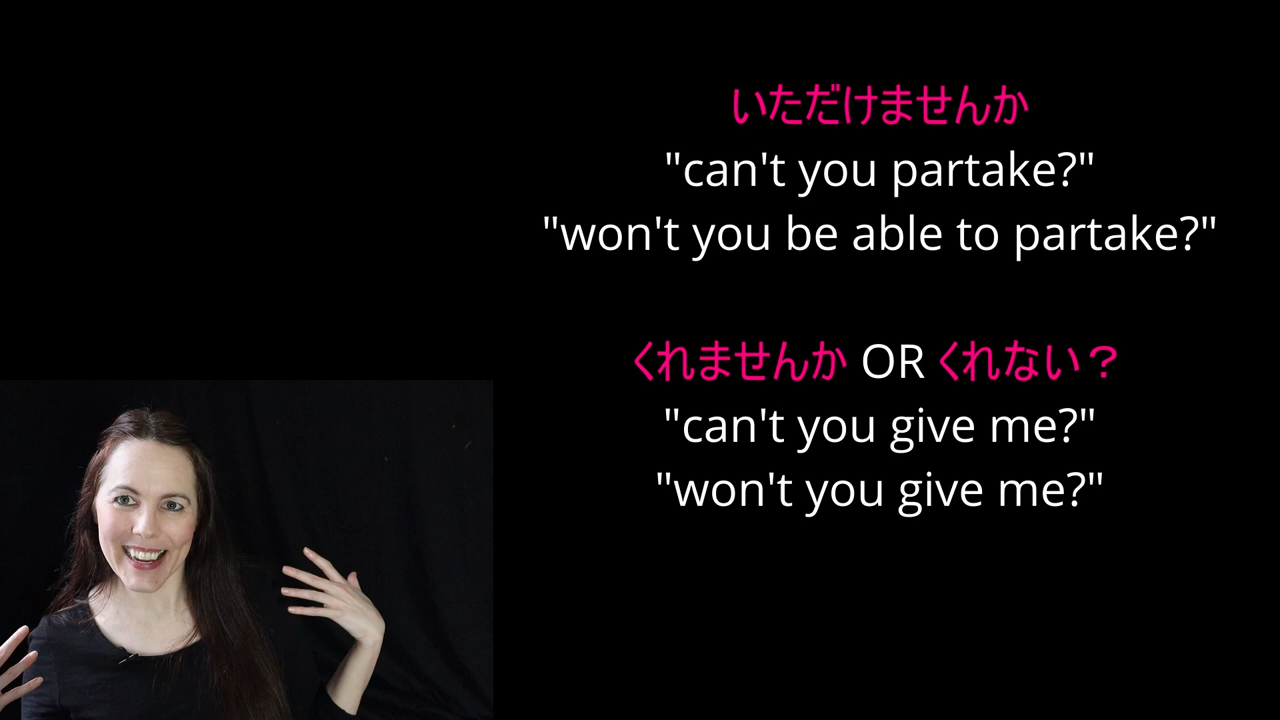 いただけませんか
"can't you partake?"
"won't you be able to partake?"
くれませんか OR くれない？
"can't you give me?"
"won't you give me?"